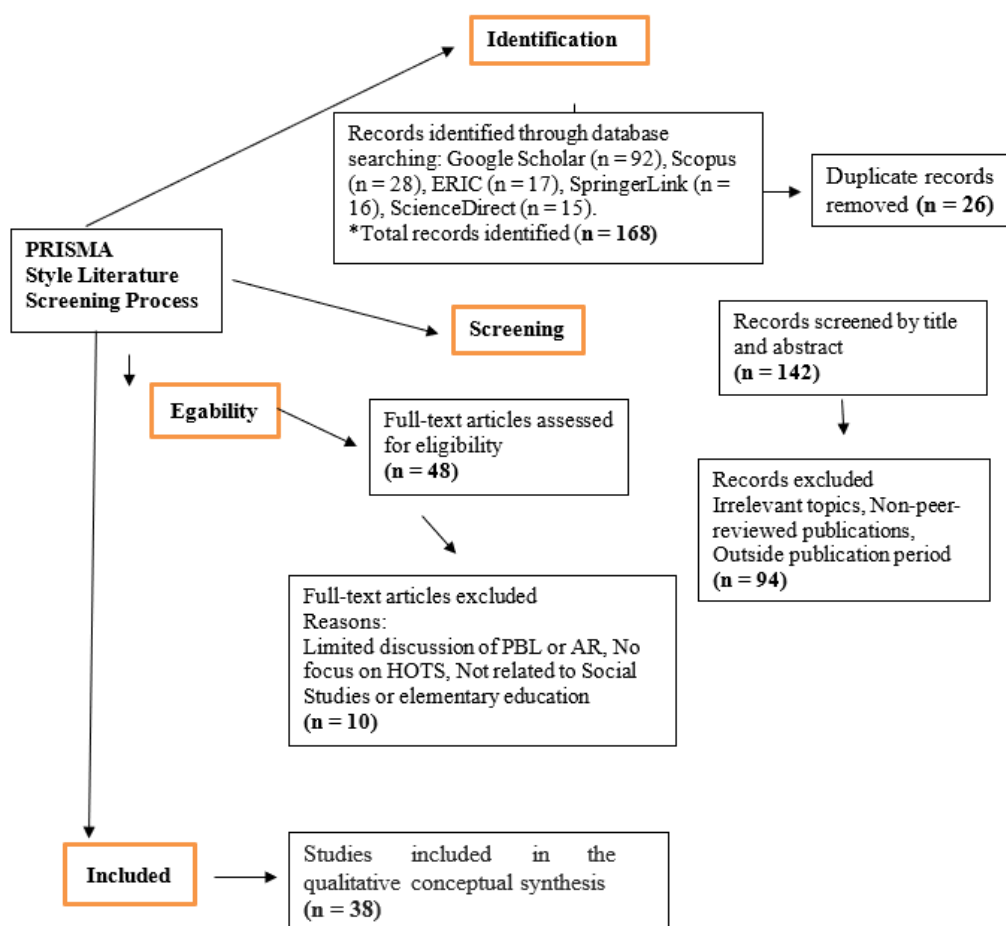 Identification
Records identified through database
searching: Google Scholar (n = 92), Scopus
(n = 28), ERIC (n = 17), SpringerLink (n =
16), ScienceDirect (n = 15).
*Total records identified (n = 168)
Duplicate records
removed (n = 26)
PRISMA
Style Literature
Screening Process
Screening
Records screened by title
and abstract
(n = 142)
Egability
Full-text articles assessed
for eligibility
(n = 48)
Records excluded
Irrelevant topics, Non-peer-
reviewed publications,
Outside publication period
(n = 94)
Full-text articles excluded
Reasons:
Limited discussion of PBL or AR, No
focus on HOTS, Not related to Social
Studies or elementary education
(n = 10)
Included
Studies included in the
qualitative conceptual synthesis
(n = 38)